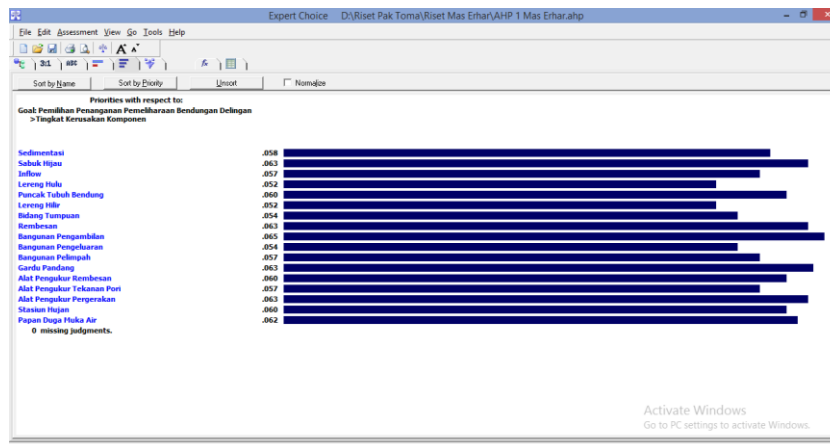 Expert Choice D:\Riset Pak Toma\Riset Mas Erhar\AHP 1 Mas Erhar.ahp
File Edit Assessment View Go Tools Help
3:1 ABC
Sort by Name Sort by Priority Unsort Normalize
Priorities with respect to:
Goal: Pemilihan Penanganan Pemeliharaan Bendungan Delingan
>Tingkat Kerusakan Komponen
Sedimentasi .058
Sabuk Hijau .063
Inflow .057
Lereng Hulu .052
Puncak Tubuh Bendung .060
Lereng Hilir .052
Bidang Tumpuan .054
Rembesan .063
Bangunan Pengambilan .065
Bangunan Pengeluaran .054
Bangunan Pelimpah .057
Gardu Pandang .063
Alat Pengukur Rembesan .060
Alat Pengukur Tekanan Pori .057
Alat Pengukur Pergerakan .063
Stasiun Hujan .060
Papan Duga Muka Air .062
0 missing judgments.
Activate Windows
Go to PC settings to activate Windows.